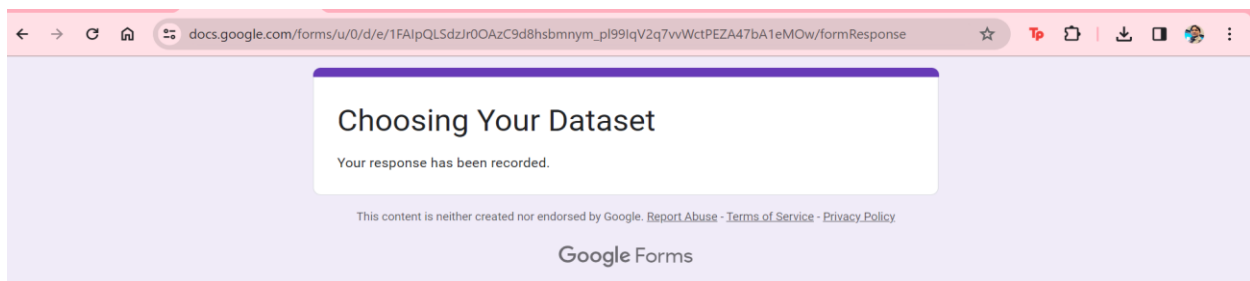 docs.google.com/forms/u/0/d/e/1FAIpQLSdzJr0OAzC9d8hsbmnym_pl99IqV2q7vvWctPEZA47bA1eMOw/formResponse
Tp
Choosing Your Dataset
Your response has been recorded.
This content is neither created nor endorsed by Google. Report Abuse - Terms of Service - Privacy Policy
Google Forms